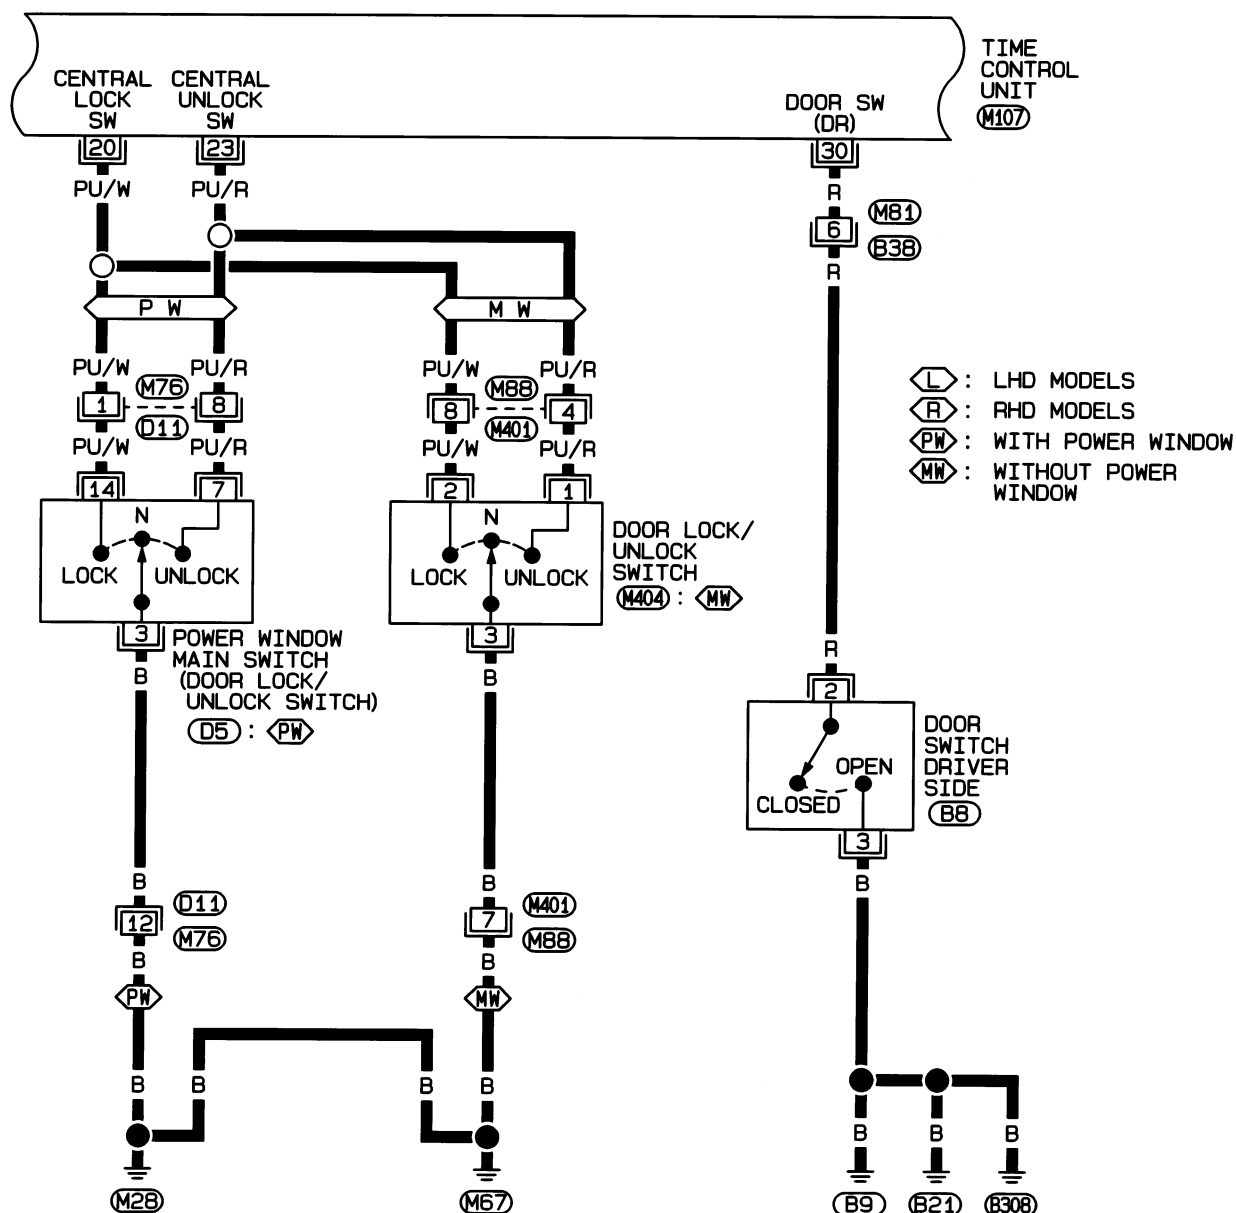 TIME
CONTROL
UNIT
M107
CENTRAL
LOCK
SW
CENTRAL
UNLOCK
SW
DOOR SW
(DR)
20
23
30
PU/W
PU/R
R
6
M81
B38
R
P W
M W
PU/W
PU/R
PU/W
PU/R
1
M76
8
D11
8
M88
4
M401
PU/W
PU/R
PU/W
PU/R
L : LHD MODELS
R : RHD MODELS
PW : WITH POWER WINDOW
MW : WITHOUT POWER
WINDOW
14
7
2
1
N
LOCK
UNLOCK
N
LOCK
UNLOCK
DOOR LOCK/
UNLOCK
SWITCH
M404 : MW
3
POWER WINDOW
MAIN SWITCH
(DOOR LOCK/
UNLOCK SWITCH)
D5 : PW
3
B
B
R
2
OPEN
CLOSED
DOOR
SWITCH
DRIVER
SIDE
B8
3
B
B
12
D11
M76
B
PW
B
7
M401
M88
B
MW
B
B
B
B
B
B
B
M28
M67
B9
B21
B308